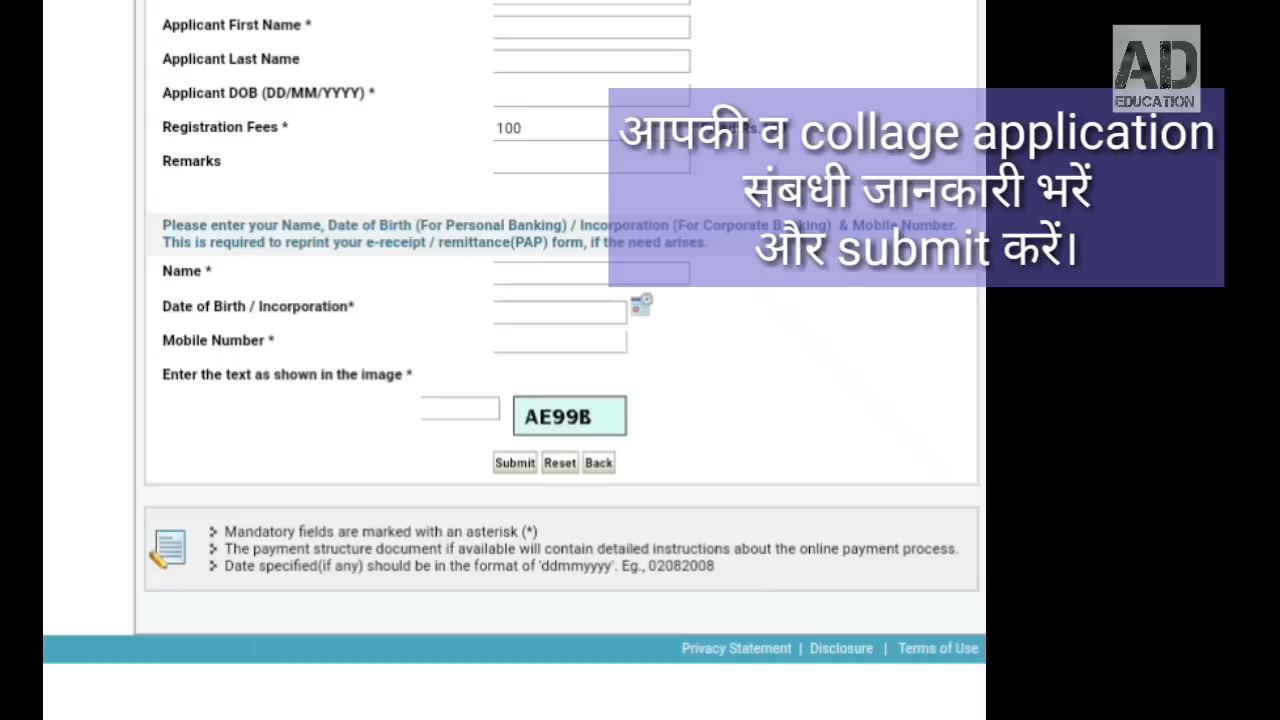 Applicant First Name *
Applicant Last Name
Applicant DOB (DD/MM/YYYY) *
Registration Fees *
100
Remarks
AD
EDUCATION
आपकी व collage application
संबधी जानकारी भरें
और submit करें।
Please enter your Name, Date of Birth (For Personal Banking) / Incorporation (For Corporate Banking) & Mobile Number.
This is required to reprint your e-receipt / remittance(PAP) form, if the need arises.
Name *
Date of Birth / Incorporation*
Mobile Number *
Enter the text as shown in the image *
AE99B
Submit Reset Back
Mandatory fields are marked with an asterisk (*)
The payment structure document if available will contain detailed instructions about the online payment process.
Date specified(if any) should be in the format of 'ddmmyyyy'. Eg., 02082008
Privacy Statement | Disclosure | Terms of Use